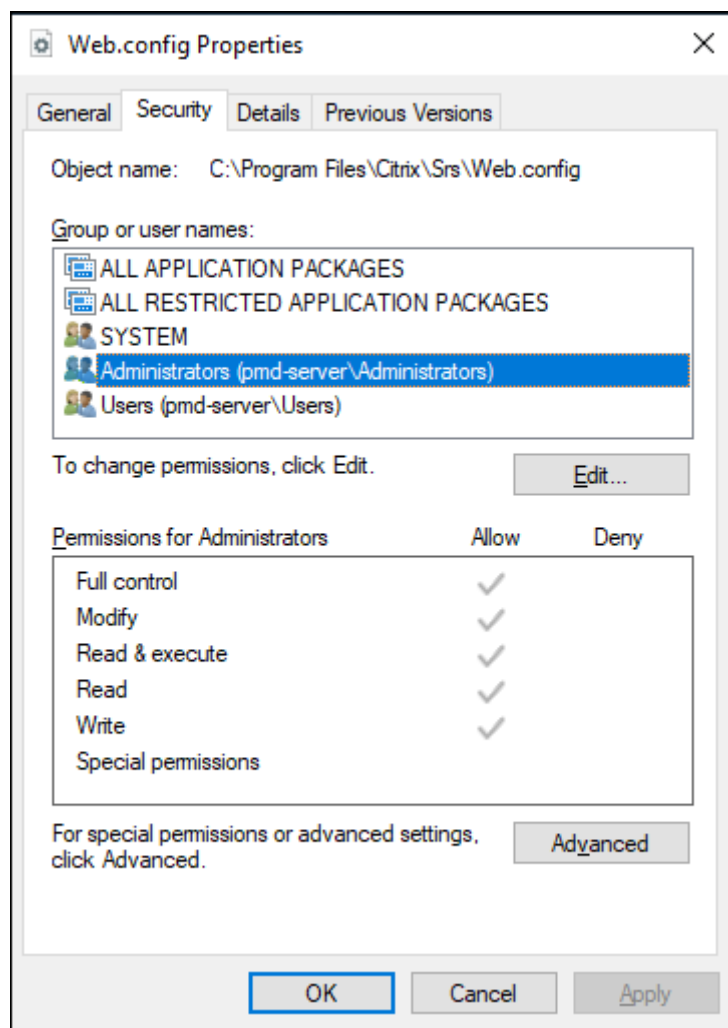 Web.config Properties
General Security Details Previous Versions
Object name: C:\Program Files\Citrix\Srs\Web.config
Group or user names:
ALL APPLICATION PACKAGES
ALL RESTRICTED APPLICATION PACKAGES
SYSTEM
Administrators (pmd-server\Administrators)
Users (pmd-server\Users)
To change permissions, click Edit.
Edit...
Permissions for Administrators Allow Deny
Full control
Modify
Read & execute
Read
Write
Special permissions
For special permissions or advanced settings,
click Advanced.
Advanced
OK Cancel Apply